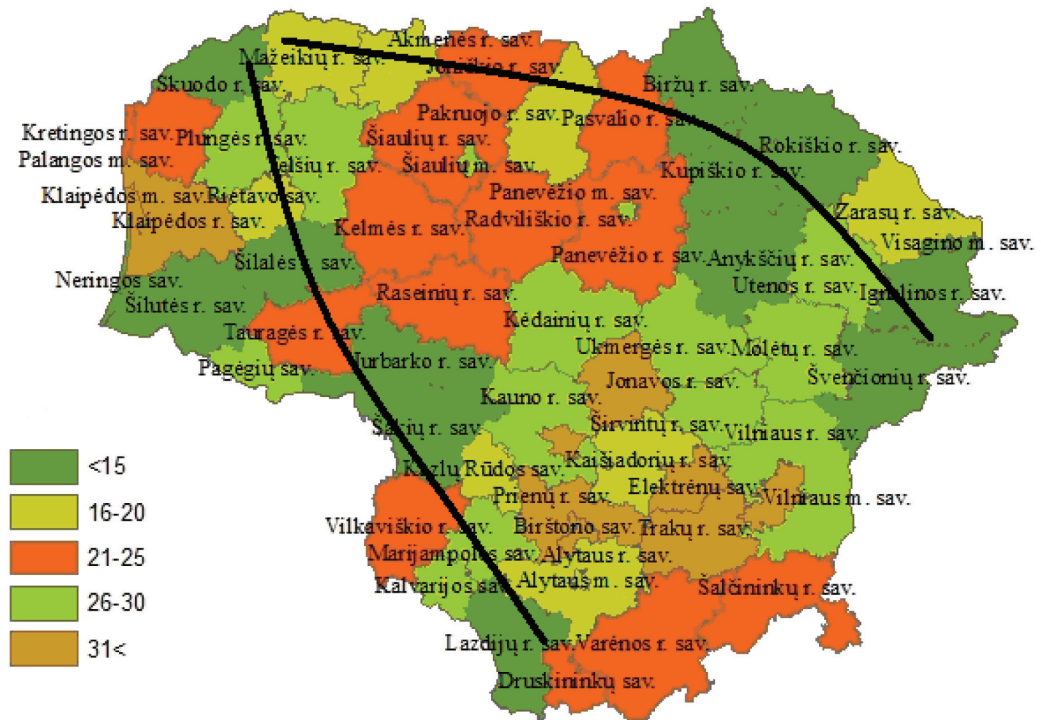 Akmenės r. sav.
Mažeikių r. sav.
Joniškio r. sav.
Skuodo r. sav.
Biržų r. sav.
Pakruojo r. sav.
Pasvalio r. sav.
Kretingos r. sav.
Plungės r. sav.
Šiaulių r. sav.
Rokiškio r. sav.
Palangos m. sav.
Telšių r. sav.
Šiaulių m. sav.
Kupiškio r. sav.
Klaipėdos m. sav.
Rietavo sav.
Panevėžio m. sav.
Klaipėdos r. sav.
Kelmės r. sav.
Radviliškio r. sav.
Zarasų r. sav.
Visagino m. sav.
Šilalės r. sav.
Panevėžio r. sav.
Anykščių r. sav.
Neringos sav.
Utenos r. sav.
Ignalinos r. sav.
Šilutės r. sav.
Raseinių r. sav.
Tauragės r. sav.
Kėdainių r. sav.
Ukmergės r. sav.
Molėtų r. sav.
Pagėgių sav.
Jurbarko r. sav.
Jonavos r. sav.
Švenčionių r. sav.
Kauno r. sav.
Šakių r. sav.
Širvintų r. sav.
Vilniaus r. sav.
<15
Kazlų Rūdos sav.
Kaišiadorių r. sav.
Elektrėnų sav.
16-20
Prienų r. sav.
Vilniaus m. sav.
Vilkaviškio r. sav.
Birštono sav.
Trakų r. sav.
21-25
Marijampolės sav.
Alytaus r. sav.
Kalvarijos sav.
Alytaus m. sav.
Šalčininkų r. sav.
26-30
31<
Lazdijų r. sav.
Varėnos r. sav.
Druskininkų sav.